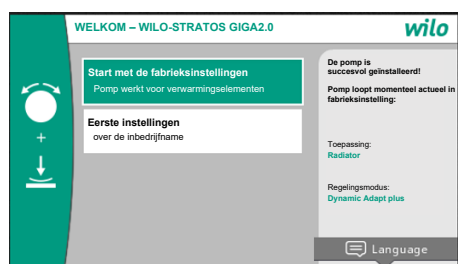 WELKOM – WILO-STRATOS GIGA2.0
wilo
Start met de fabrieksinstellingen
Pomp werkt voor verwarmingselementen
Eerste instellingen
over de inbedrijfname
De pomp is
succesvol geïnstalleerd!
Pomp loopt momenteel actueel in
fabrieksinstelling:
Toepassing:
Radiator
Regelingsmodus:
Dynamic Adapt plus
Language